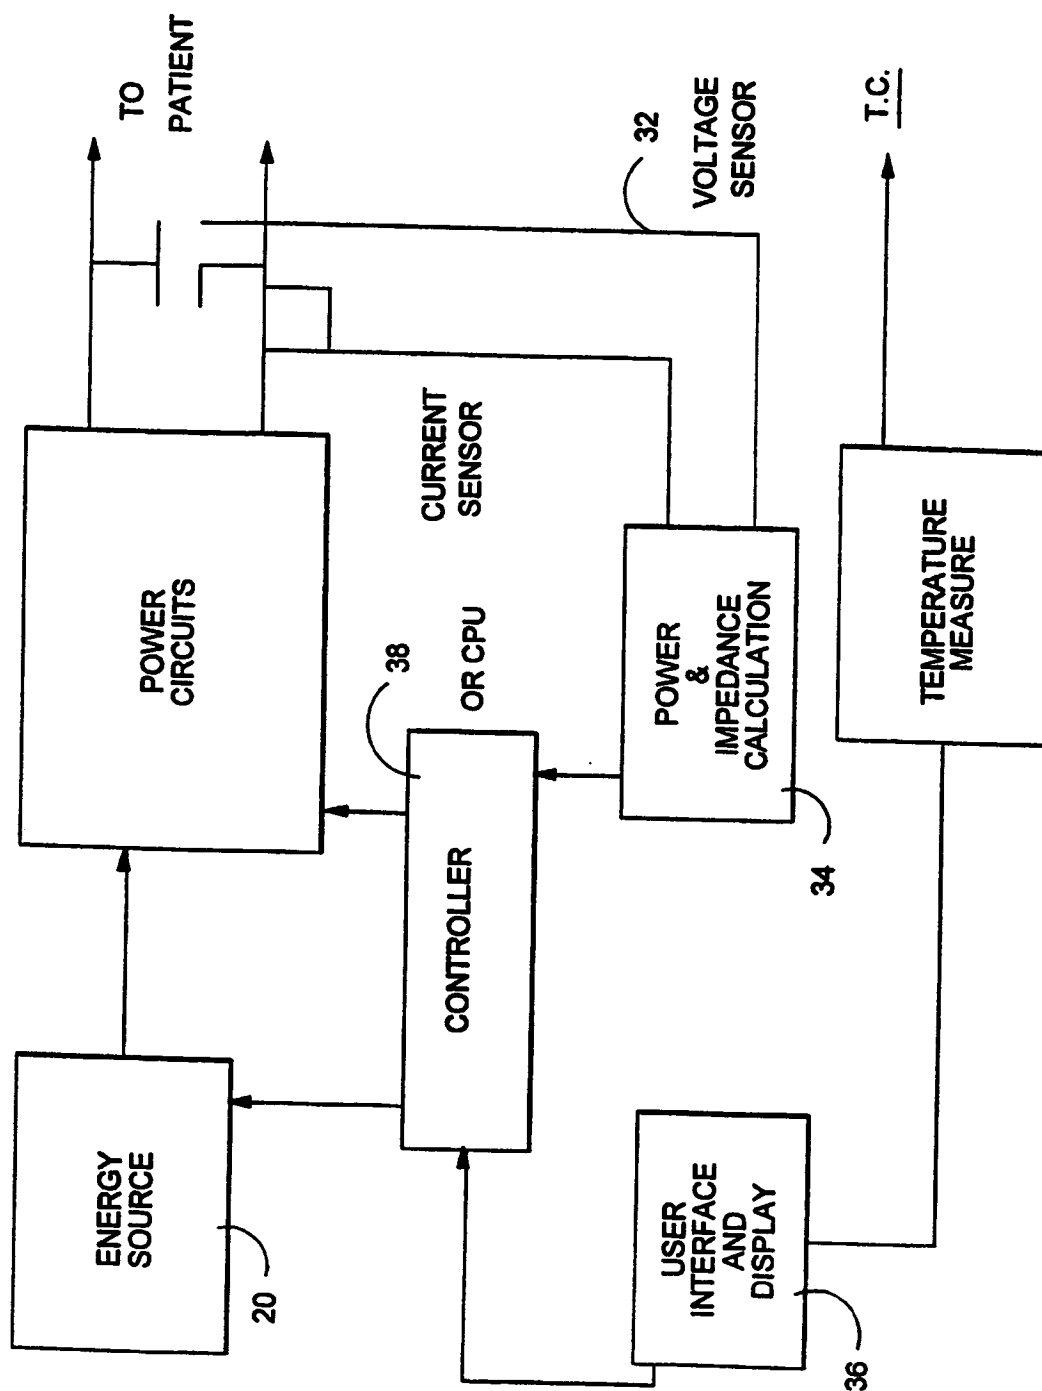 ENERGY
SOURCE
20
POWER
CIRCUITS
TO
PATIENT
CONTROLLER
38
OR CPU
CURRENT
SENSOR
32
VOLTAGE
SENSOR
USER
INTERFACE
AND
DISPLAY
36
POWER
&
IMPEDANCE
CALCULATION
34
TEMPERATURE
MEASURE
T.C.